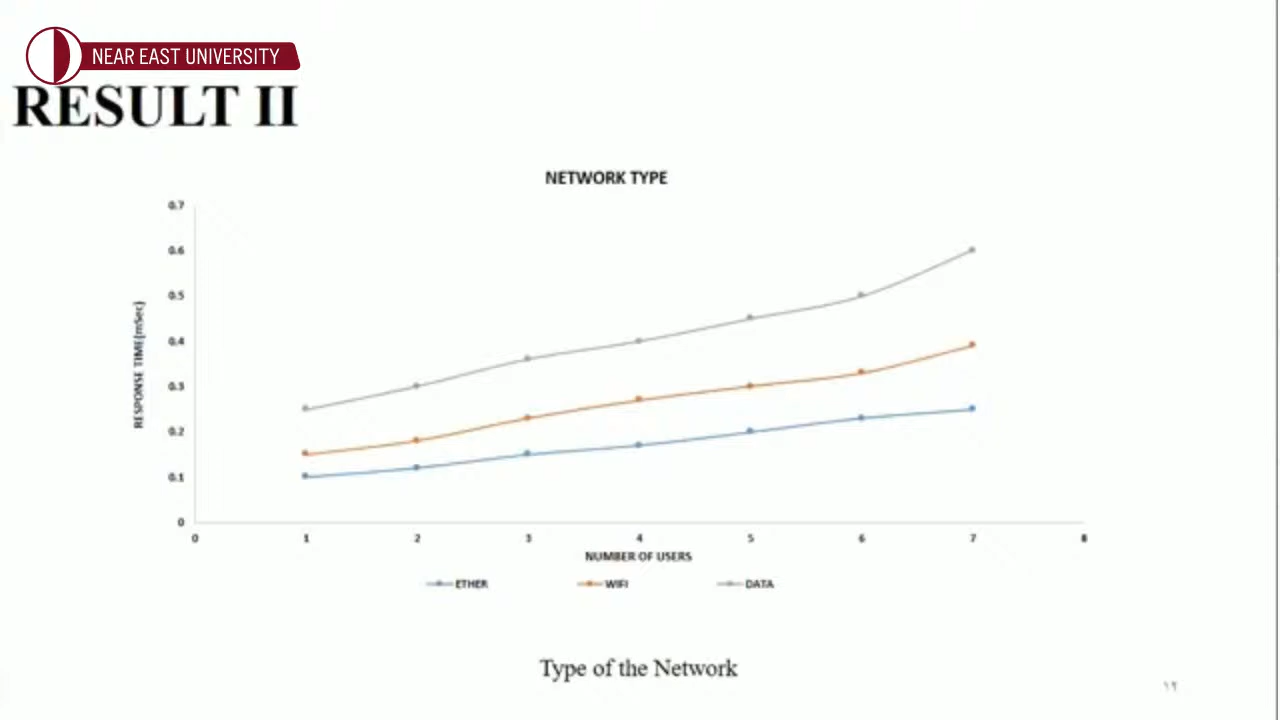 NEAR EAST UNIVERSITY
RESULT II
NETWORK TYPE
0.7
0.6
0.5
0.4
0.3
0.2
0.1
0
RESPONSE TIME(mSec)
0 1 2 3 4 5 6 7 8
NUMBER OF USERS
ETHER WIFI DATA
Type of the Network
١٢